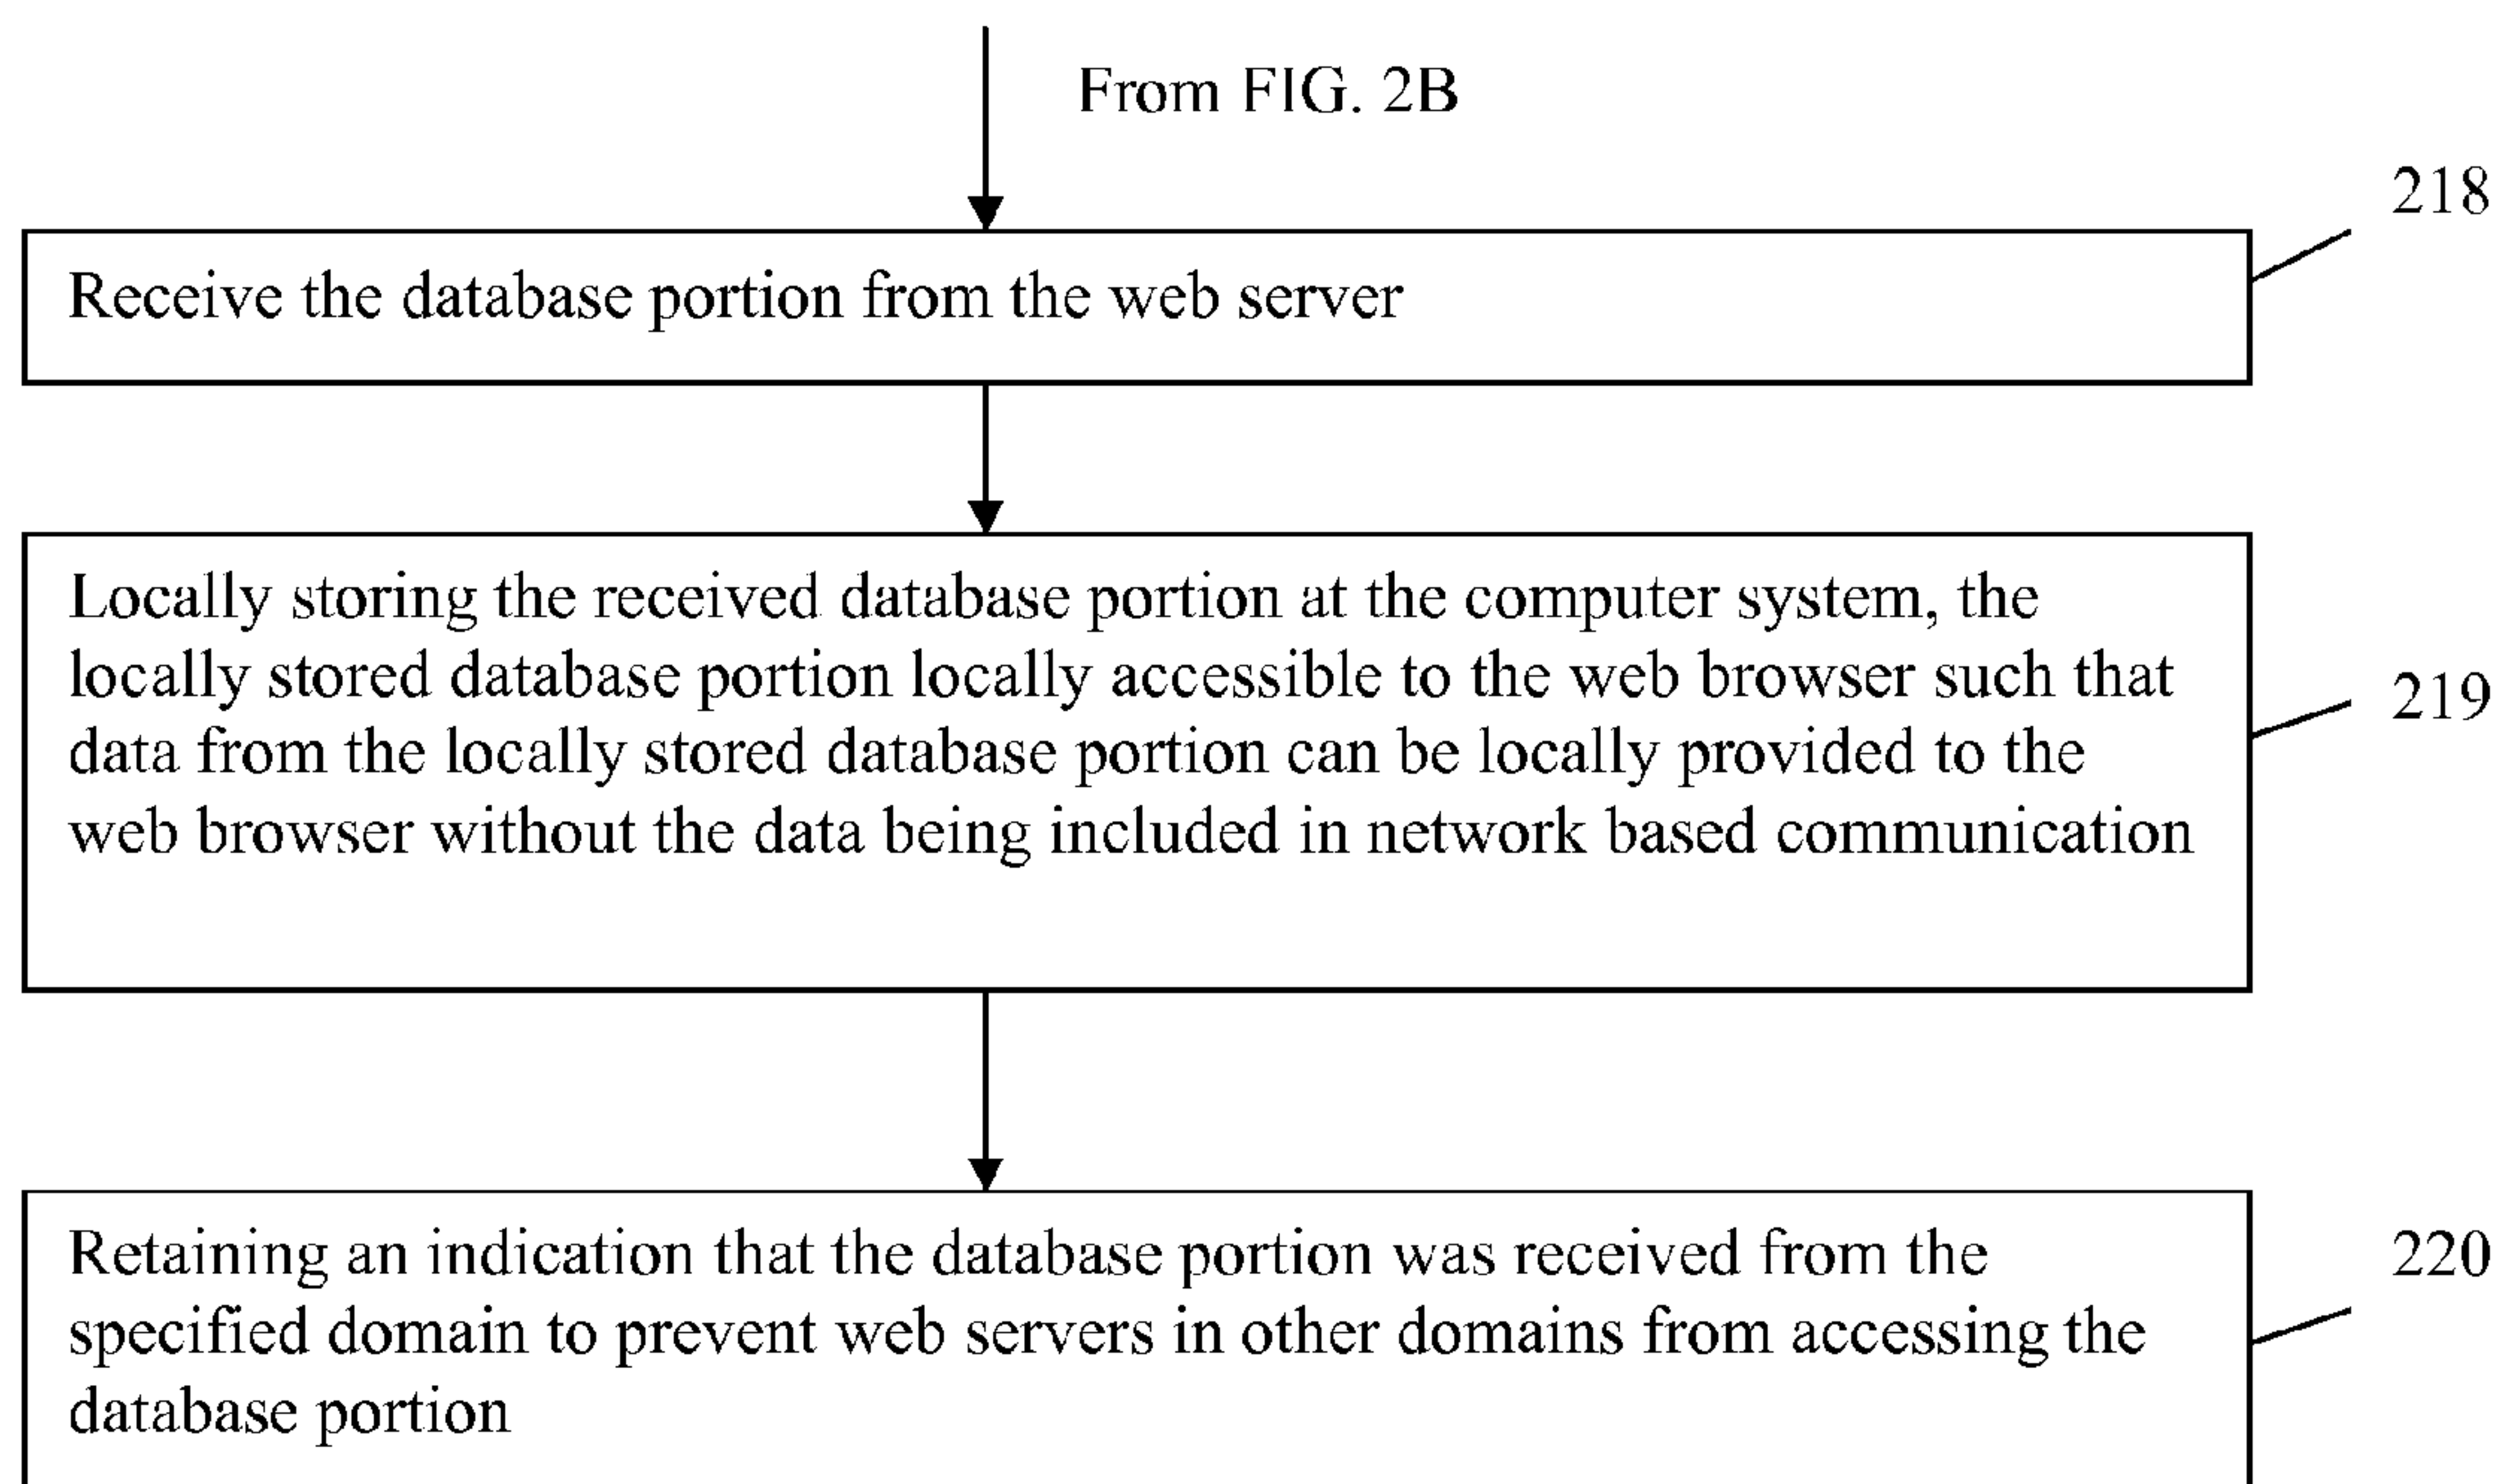 From FIG. 2B
218
Receive the database portion from the web server
Locally storing the received database portion at the computer system, the
locally stored database portion locally accessible to the web browser such that
data from the locally stored database portion can be locally provided to the
web browser without the data being included in network based communication
219
Retaining an indication that the database portion was received from the
specified domain to prevent web servers in other domains from accessing the
database portion
220